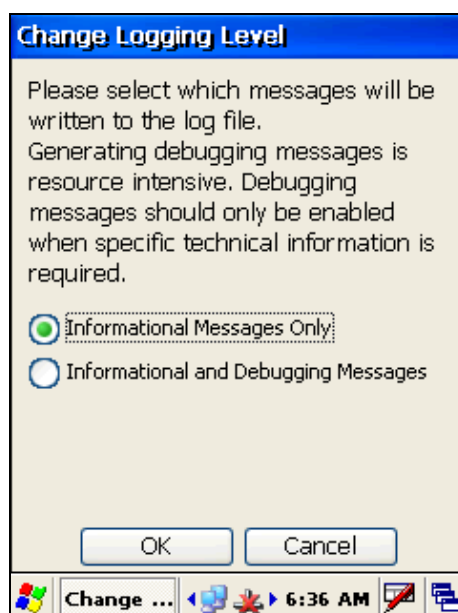 Change Logging Level
Please select which messages will be
written to the log file.
Generating debugging messages is
resource intensive. Debugging
messages should only be enabled
when specific technical information is
required.
Informational Messages Only
Informational and Debugging Messages
OK Cancel
Change ... 6:36 AM